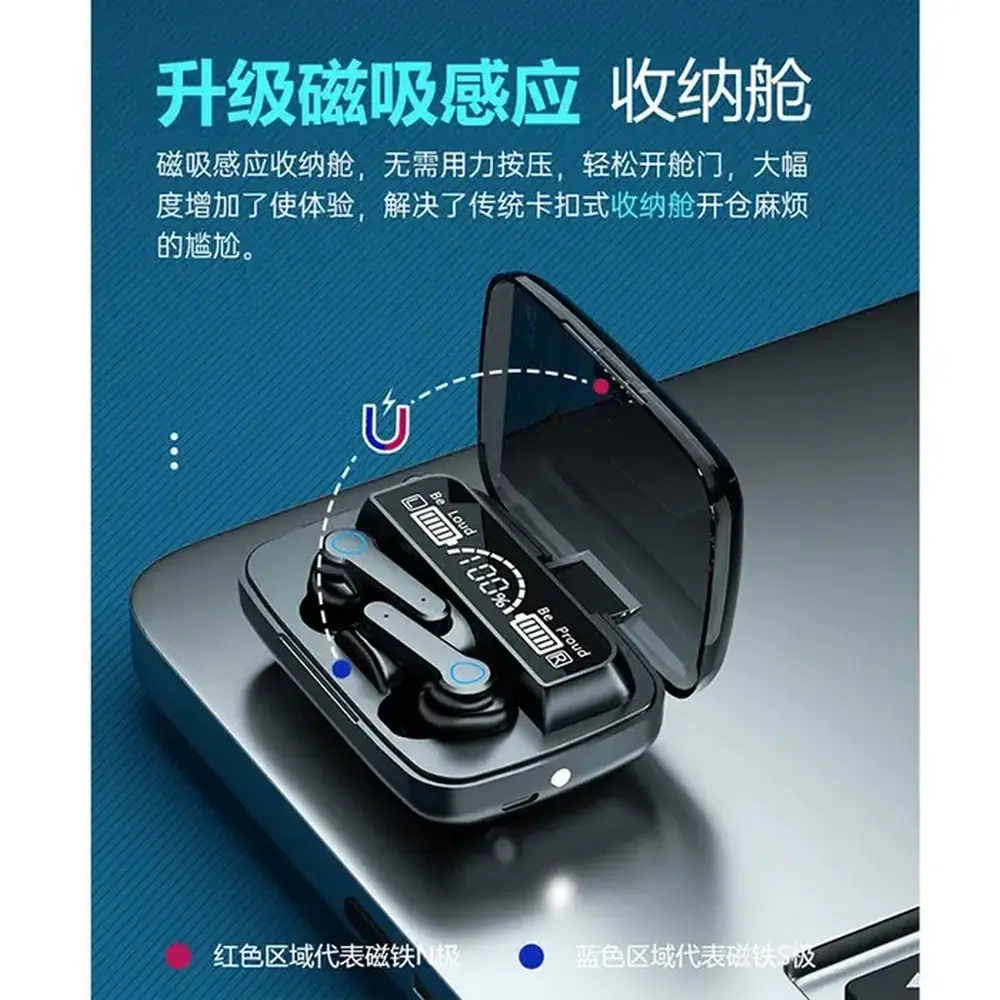 升级磁吸感应 收纳舱
磁吸感应收纳舱，无需用力按压，轻松开舱门，大幅
度增加了使体验，解决了传统卡扣式收纳舱开仓麻烦
的尴尬。
L
Be Loud
100%
Be Proud
R
红色区域代表磁铁N极
蓝色区域代表磁铁S极